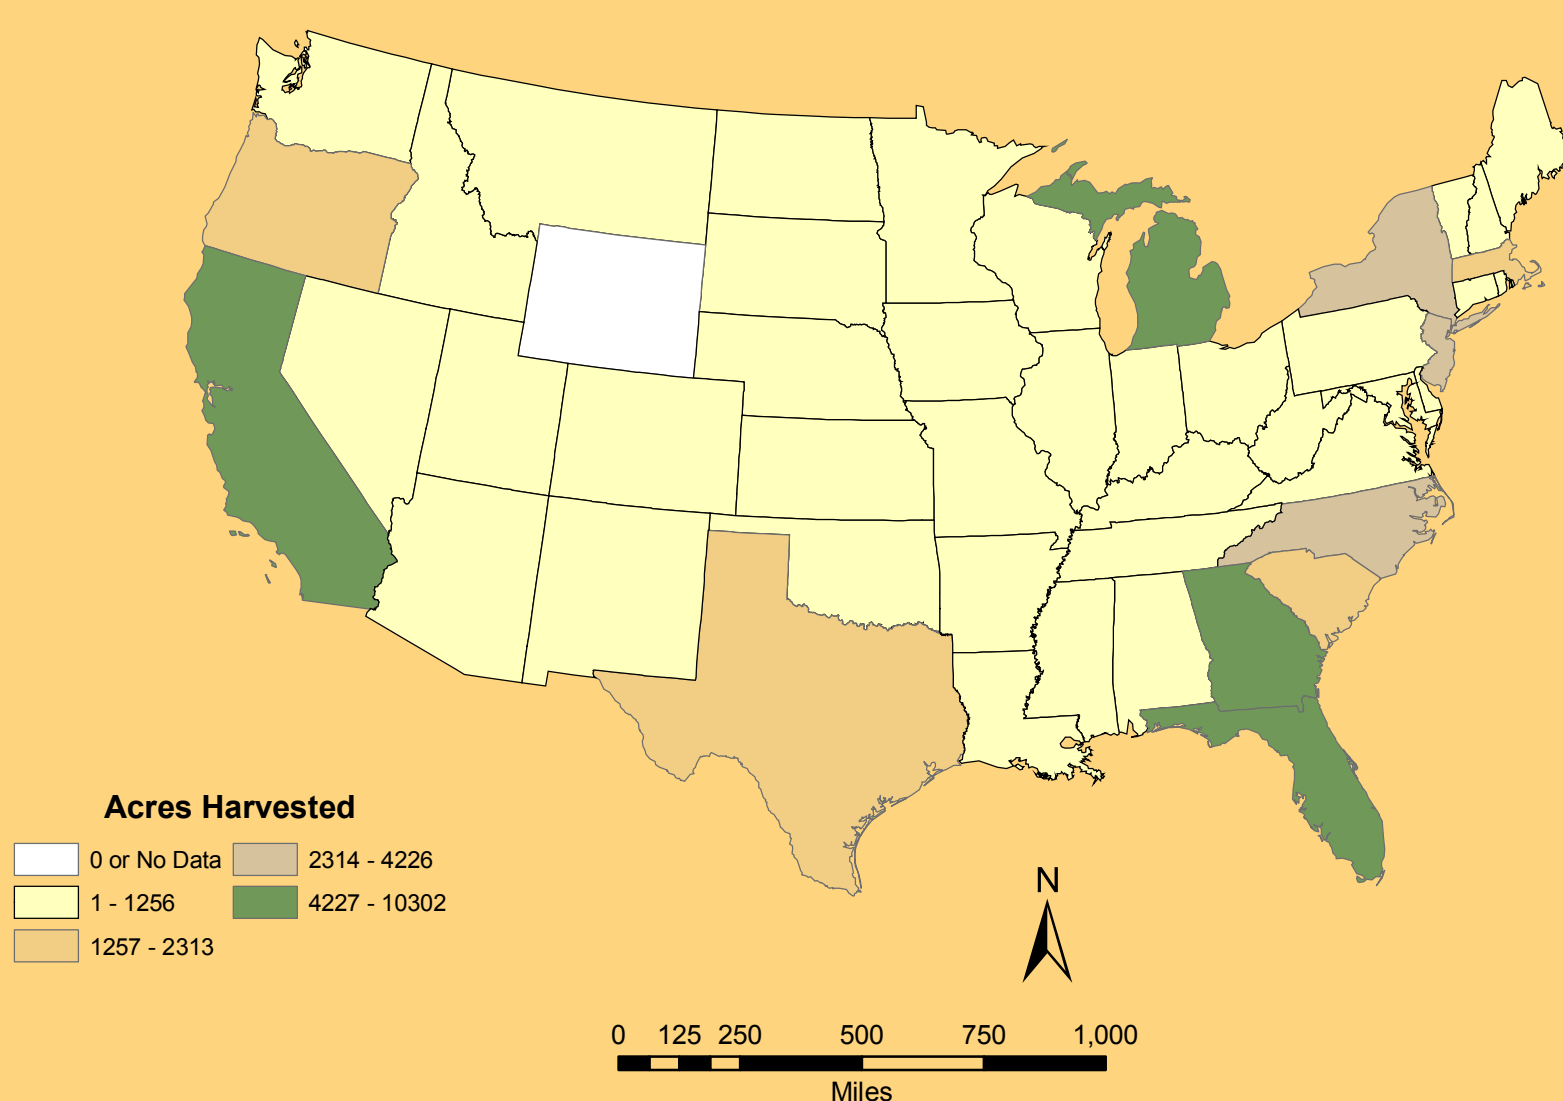 Acres Harvested
0 or No Data
1 - 1256
1257 - 2313
2314 - 4226
4227 - 10302
N
0 125 250 500 750 1,000
Miles